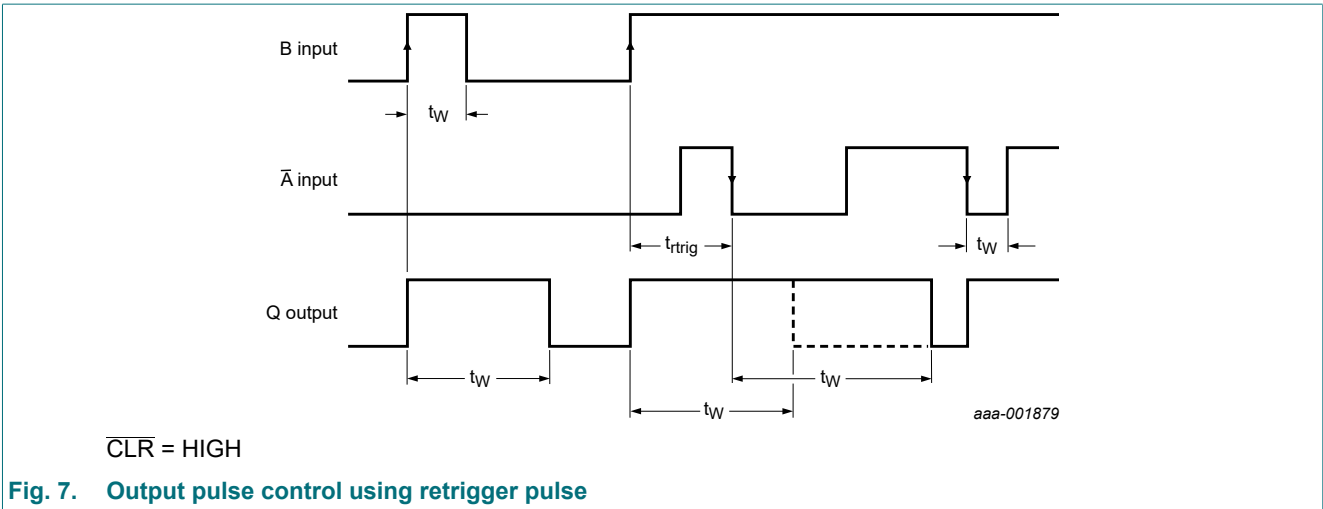 B input
tW
A̅ input
trtrig
tW
Q output
tW
tW
tW
aaa-001879
C̅L̅R̅ = HIGH
Fig. 7. Output pulse control using retrigger pulse